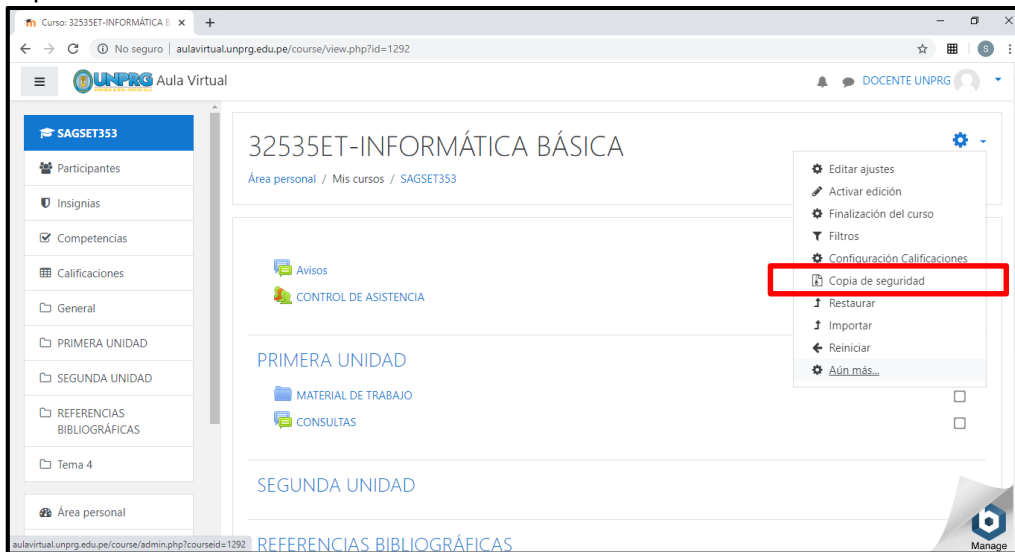 Curso: 32535ET-INFORMÁTICA B
No seguro | aulavirtual.unprg.edu.pe/course/view.php?id=1292
S
UNPRG Aula Virtual
DOCENTE UNPRG
SAGSET353
Participantes
Insignias
Competencias
Calificaciones
General
PRIMERA UNIDAD
SEGUNDA UNIDAD
REFERENCIAS
BIBLIOGRÁFICAS
Tema 4
Área personal
32535ET-INFORMÁTICA BÁSICA
Área personal / Mis cursos / SAGSET353
Editar ajustes
Activar edición
Finalización del curso
Filtros
Configuración Calificaciones
Copia de seguridad
Restaurar
Importar
Reiniciar
Aún más...
Avisos
CONTROL DE ASISTENCIA
PRIMERA UNIDAD
MATERIAL DE TRABAJO
CONSULTAS
SEGUNDA UNIDAD
REFERENCIAS BIBLIOGRÁFICAS
aulavirtual.unprg.edu.pe/course/admin.php?courseid=1292
Manage